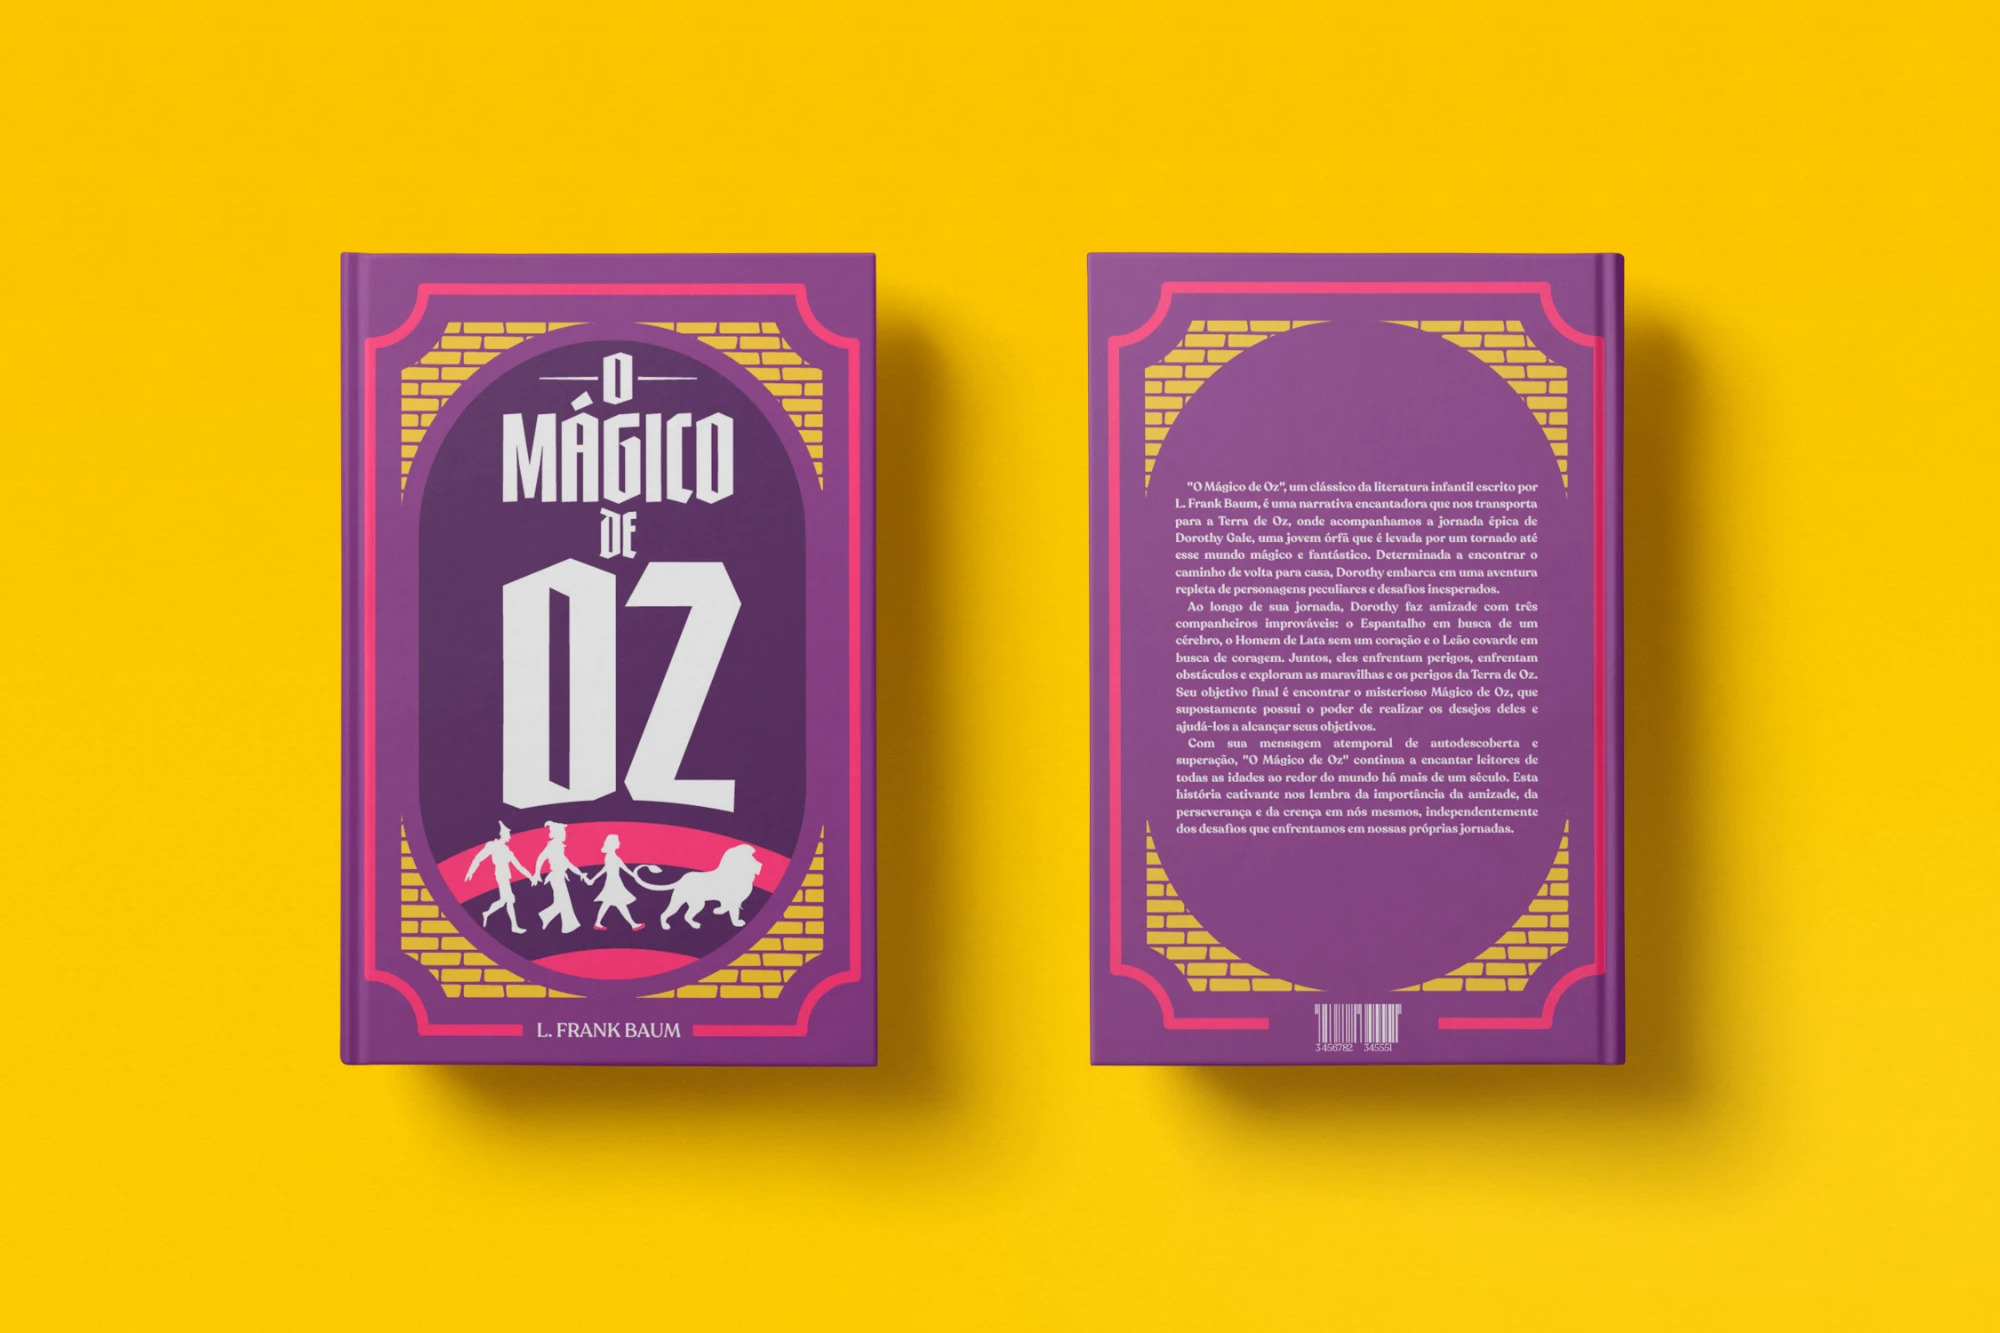 O
MÁGICO
DE
OZ
L. FRANK BAUM
"O Mágico de Oz", um clássico da literatura infantil escrito por
L. Frank Baum, é uma narrativa encantadora que nos transporta
para a Terra de Oz, onde acompanhamos a jornada épica de
Dorothy Gale, uma jovem órfã que é levada por um tornado até
esse mundo mágico e fantástico. Determinada a encontrar o
caminho de volta para casa, Dorothy embarca em uma aventura
repleta de personagens peculiares e desafios inesperados.
Ao longo de sua jornada, Dorothy faz amizade com três
companheiros improváveis: o Espantalho em busca de um
cérebro, o Homem de Lata sem um coração e o Leão covarde em
busca de coragem. Juntos, eles enfrentam perigos, enfrentam
obstáculos e exploram as maravilhas e os perigos da Terra de Oz.
Seu objetivo final é encontrar o misterioso Mágico de Oz, que
supostamente possui o poder de realizar os desejos deles e
ajudá-los a alcançar seus objetivos.
Com sua mensagem atemporal de autodescoberta e
superação, "O Mágico de Oz" continua a encantar leitores de
todas as idades ao redor do mundo há mais de um século. Esta
história cativante nos lembra da importância da amizade, da
perseverança e da crença em nós mesmos, independentemente
dos desafios que enfrentamos em nossas próprias jornadas.
3 456782 345551